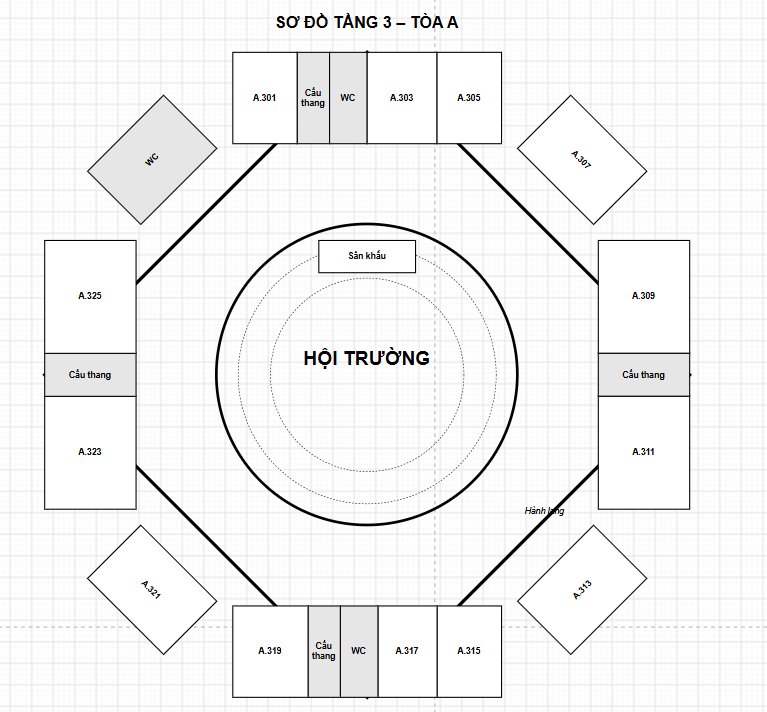 SƠ ĐỒ TẦNG 3 – TÒA A
A.301
Cầu
thang
WC
A.303
A.305
WC
A.307
Sân khấu
A.325
A.309
HỘI TRƯỜNG
Cầu thang
Cầu thang
A.323
A.311
Hành lang
A.321
A.313
A.319
Cầu
thang
WC
A.317
A.315